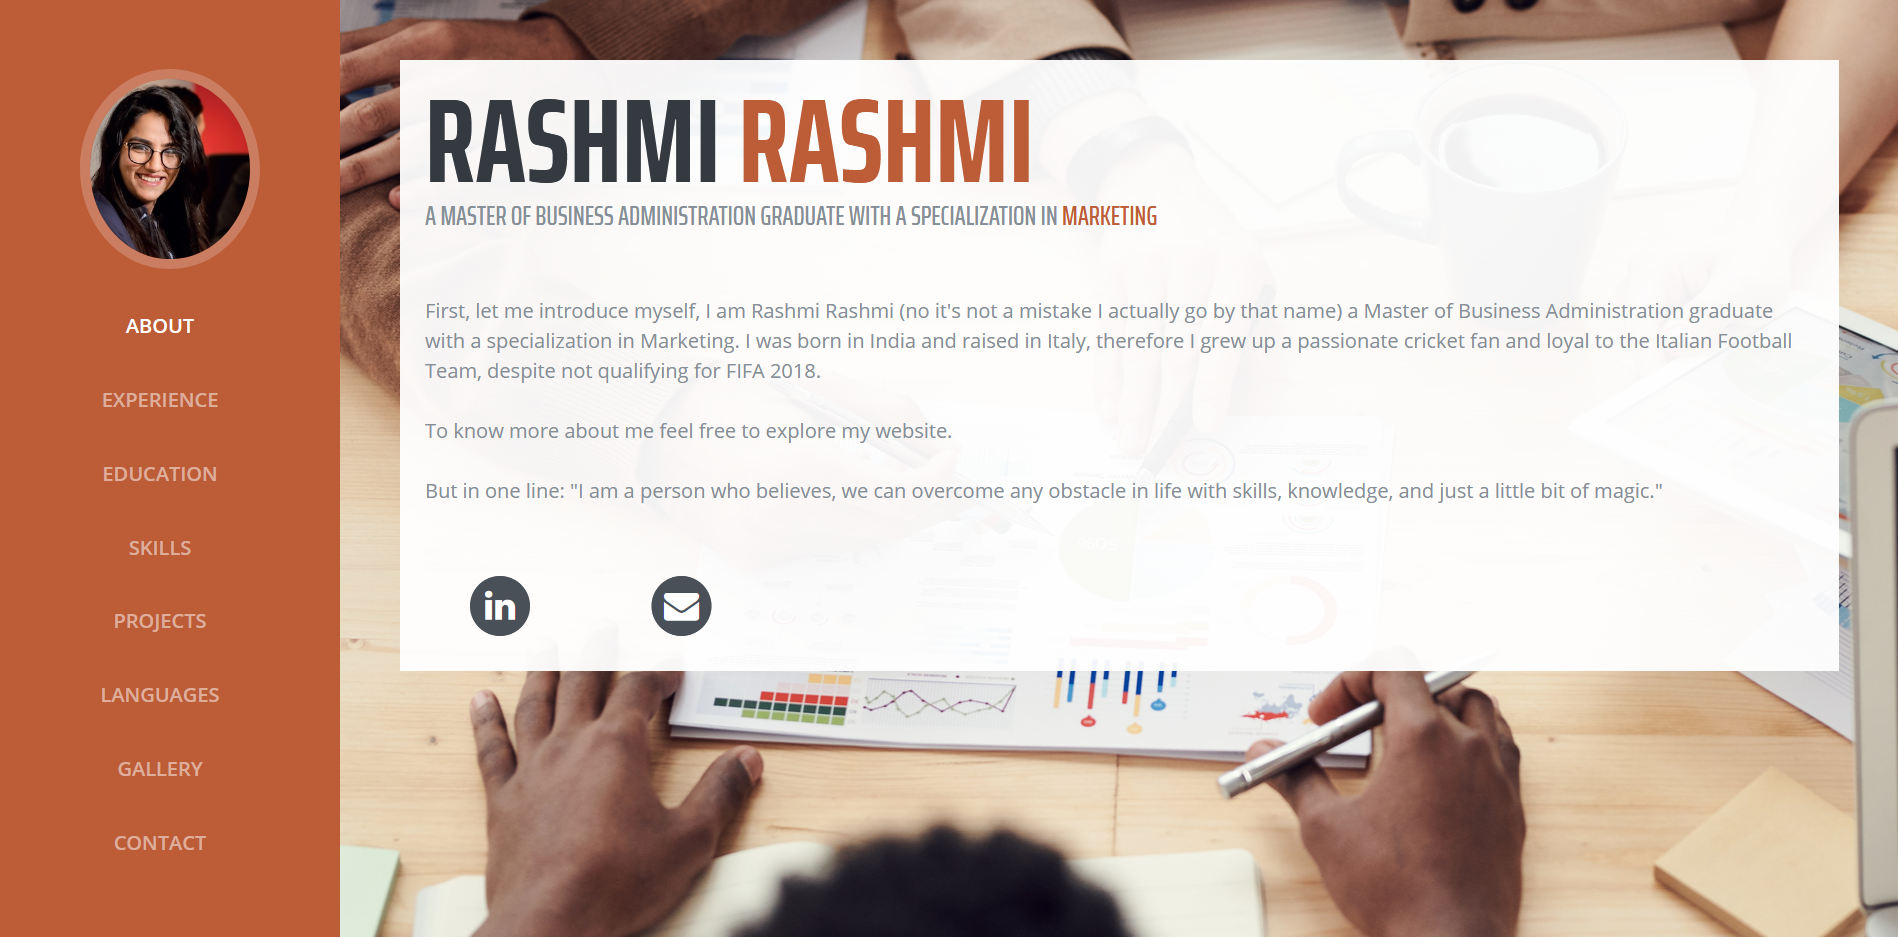 ABOUT
EXPERIENCE
EDUCATION
SKILLS
PROJECTS
LANGUAGES
GALLERY
CONTACT
RASHMI RASHMI
A MASTER OF BUSINESS ADMINISTRATION GRADUATE WITH A SPECIALIZATION IN MARKETING
First, let me introduce myself, I am Rashmi Rashmi (no it's not a mistake I actually go by that name) a Master of Business Administration graduate
with a specialization in Marketing. I was born in India and raised in Italy, therefore I grew up a passionate cricket fan and loyal to the Italian Football
Team, despite not qualifying for FIFA 2018.
To know more about me feel free to explore my website.
But in one line: "I am a person who believes, we can overcome any obstacle in life with skills, knowledge, and just a little bit of magic."
in